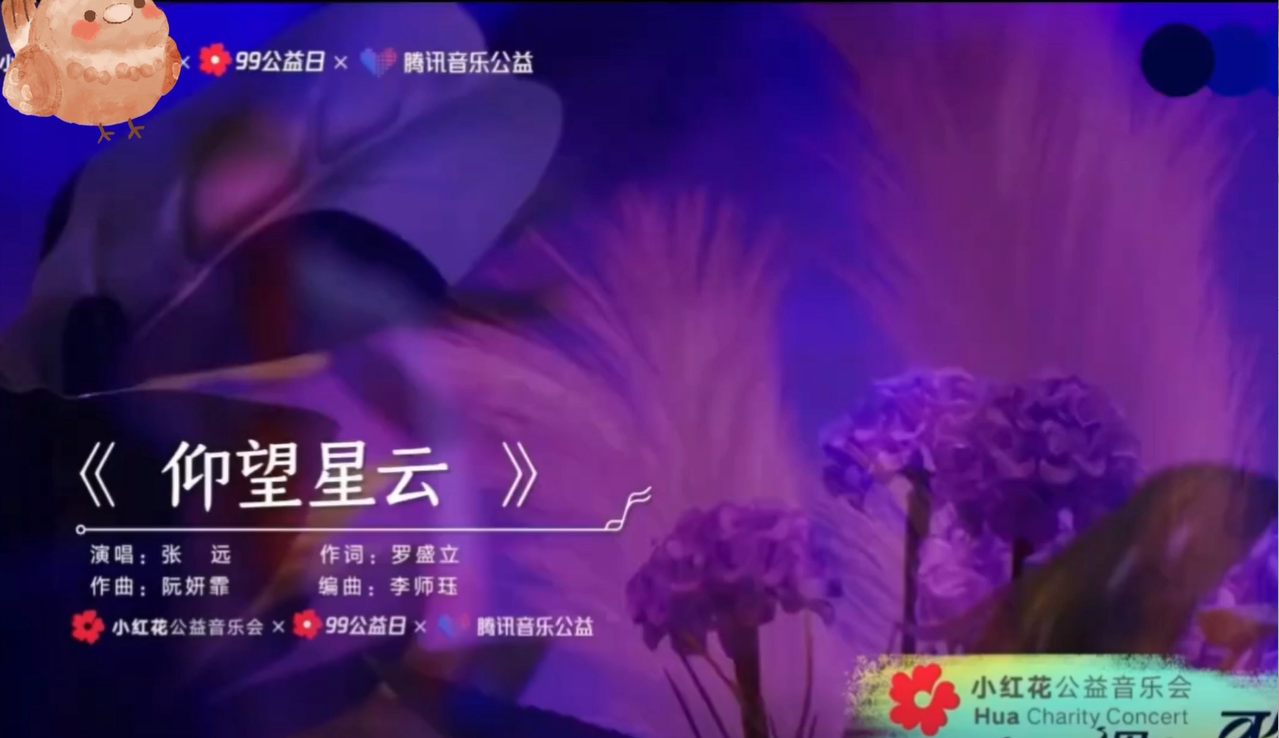 × 99公益日 × 腾讯音乐公益
《 仰望星云 》
演唱：张 远 作词：罗盛立
作曲：阮妍霏 编曲：李师珏
小红花公益音乐会 × 99公益日 × 腾讯音乐公益
小红花公益音乐会
Hua Charity Concert